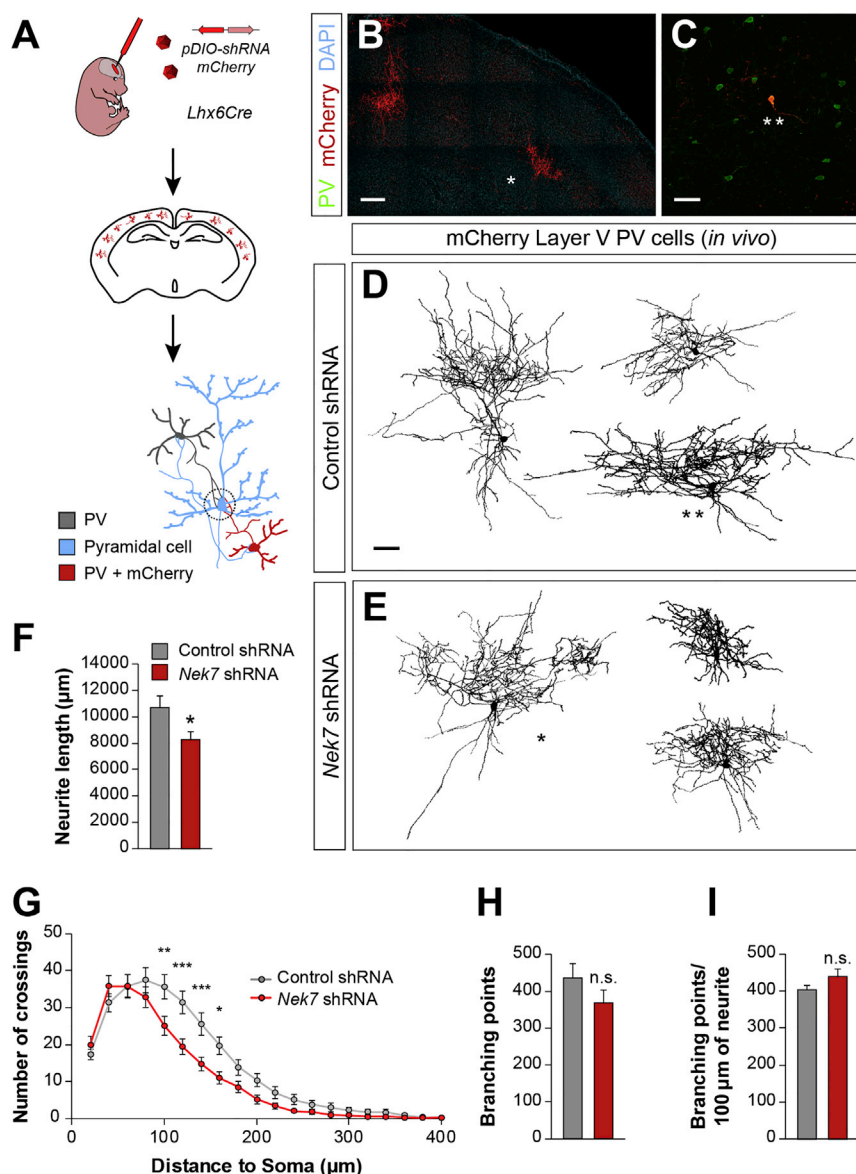 A
pDIO-shRNA
mCherry
Lhx6Cre
PV
Pyramidal cell
PV + mCherry
PV mCherry DAPI
B
*
C
**
mCherry Layer V PV cells (in vivo)
Control shRNA
D
**
Nek7 shRNA
E
*
F
Control shRNA
Nek7 shRNA
Neurite length (µm)
14000
12000
10000
8000
6000
4000
2000
0
*
G
Number of crossings
50
40
30
20
10
0
**
***
***
*
Control shRNA
Nek7 shRNA
0
100
200
300
400
Distance to Soma (µm)
H
Branching points
500
400
300
200
100
0
n.s.
I
Branching points/
100 µm of neurite
500
400
300
200
100
0
n.s.